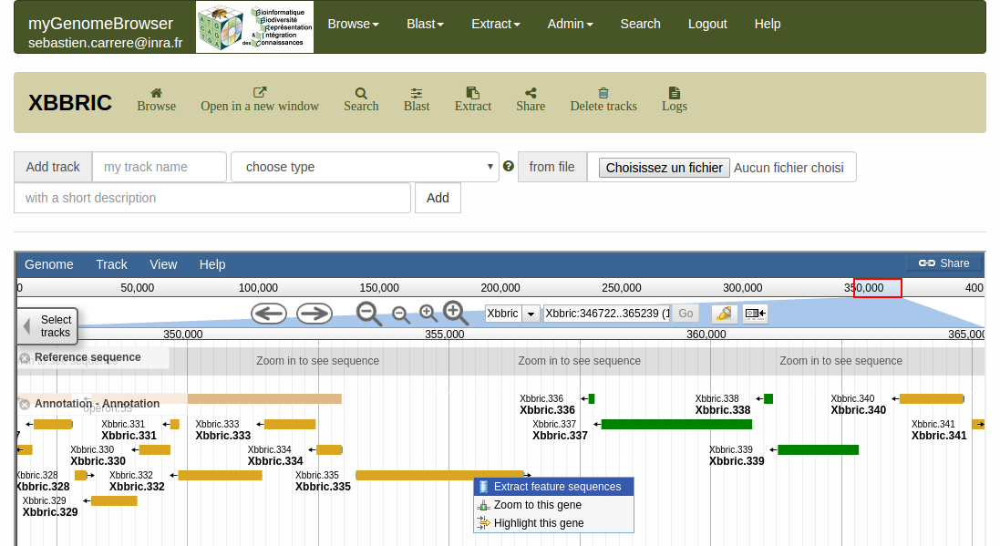 myGenomeBrowser
sebastien.carrere@inra.fr
Bioinformatique
Biodiversité
Représentation
& Intégration
des Connaissances
Browse Blast Extract Admin Search Logout Help
XBBRIC
Browse Open in a new window Search Blast Extract Share Delete tracks Logs
Add track my track name choose type from file Choisissez un fichier Aucun fichier choisi
with a short description Add
Genome Track View Help Share
0 50,000 100,000 150,000 200,000 250,000 300,000 350,000 400
Select
tracks
Xbbric Xbbric:346722..365239 (1 Go
350,000 355,000 360,000 365,000
Reference sequence
Zoom in to see sequence Zoom in to see sequence Zoom in to see sequence
Annotation - Annotation
Xbbric.336 Xbbric.338 Xbbric.340
Xbbric.336 Xbbric.338 Xbbric.340
Xbbric.331 Xbbric.333 Xbbric.337 Xbbric.341
7 Xbbric.331 Xbbric.333 Xbbric.337 Xbbric.341
Xbbric.330 Xbbric.334 Xbbric.339
Xbbric.330 Xbbric.334 Xbbric.339
Xbbric.328 Xbbric.332 Xbbric.335
Xbbric.328 Xbbric.332 Xbbric.335
Xbbric.329
Xbbric.329
Extract feature sequences
Zoom to this gene
Highlight this gene